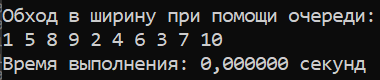 Обход в ширину при помощи очереди:
1 5 8 9 2 4 6 3 7 10
Время выполнения: 0,000000 секунд